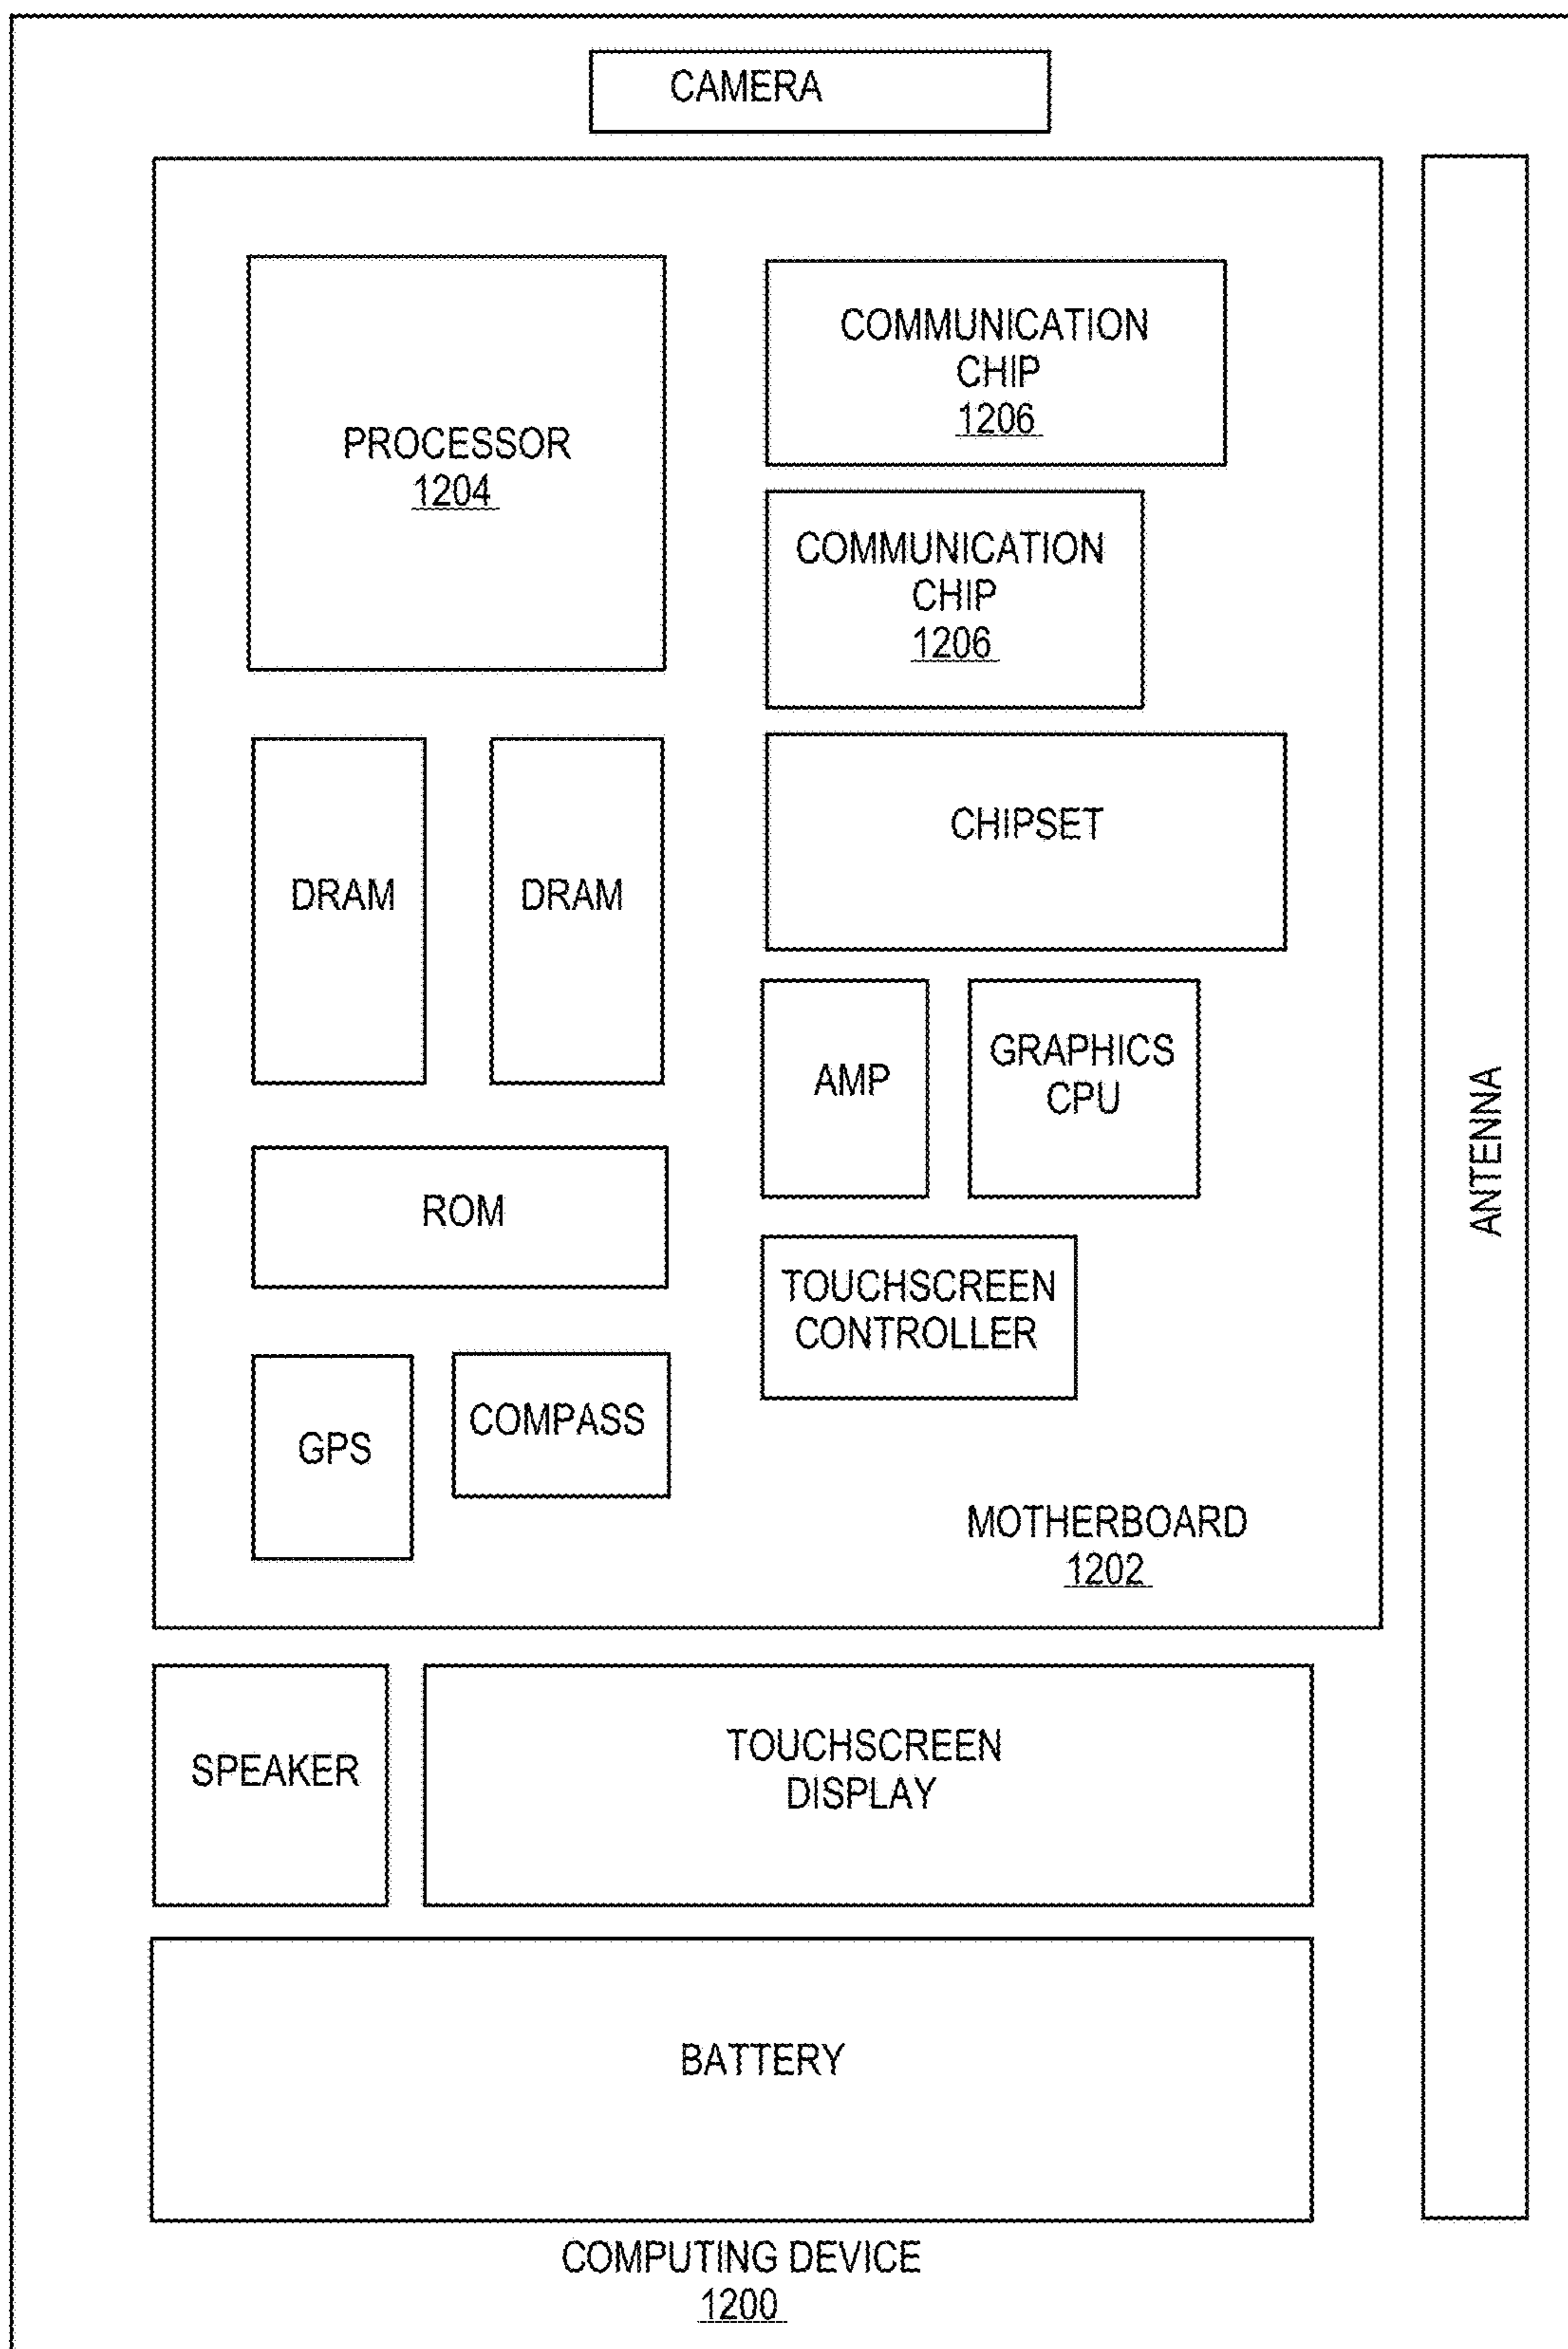 CAMERA
PROCESSOR
1204
COMMUNICATION
CHIP
1206
COMMUNICATION
CHIP
1206
DRAM
DRAM
CHIPSET
AMP
GRAPHICS
CPU
ROM
TOUCHSCREEN
CONTROLLER
GPS
COMPASS
MOTHERBOARD
1202
ANTENNA
SPEAKER
TOUCHSCREEN
DISPLAY
BATTERY
COMPUTING DEVICE
1200